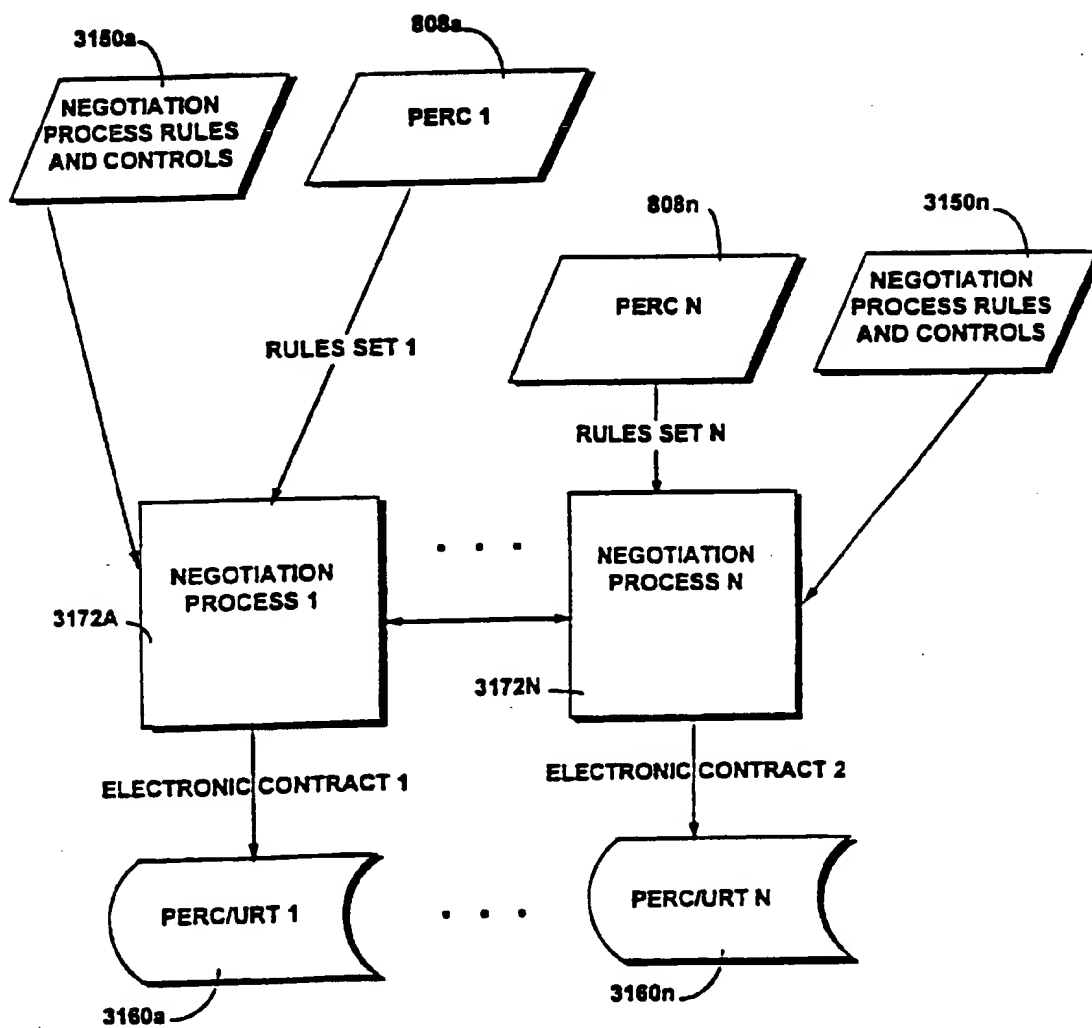 3150a
808a
NEGOTIATION
PROCESS RULES
AND CONTROLS
PERC 1
808n
3150n
PERC N
NEGOTIATION
PROCESS RULES
AND CONTROLS
RULES SET 1
RULES SET N
NEGOTIATION
PROCESS 1
. . .
NEGOTIATION
PROCESS N
3172A
3172N
ELECTRONIC CONTRACT 1
ELECTRONIC CONTRACT 2
PERC/URT 1
. . .
PERC/URT N
3160a
3160n